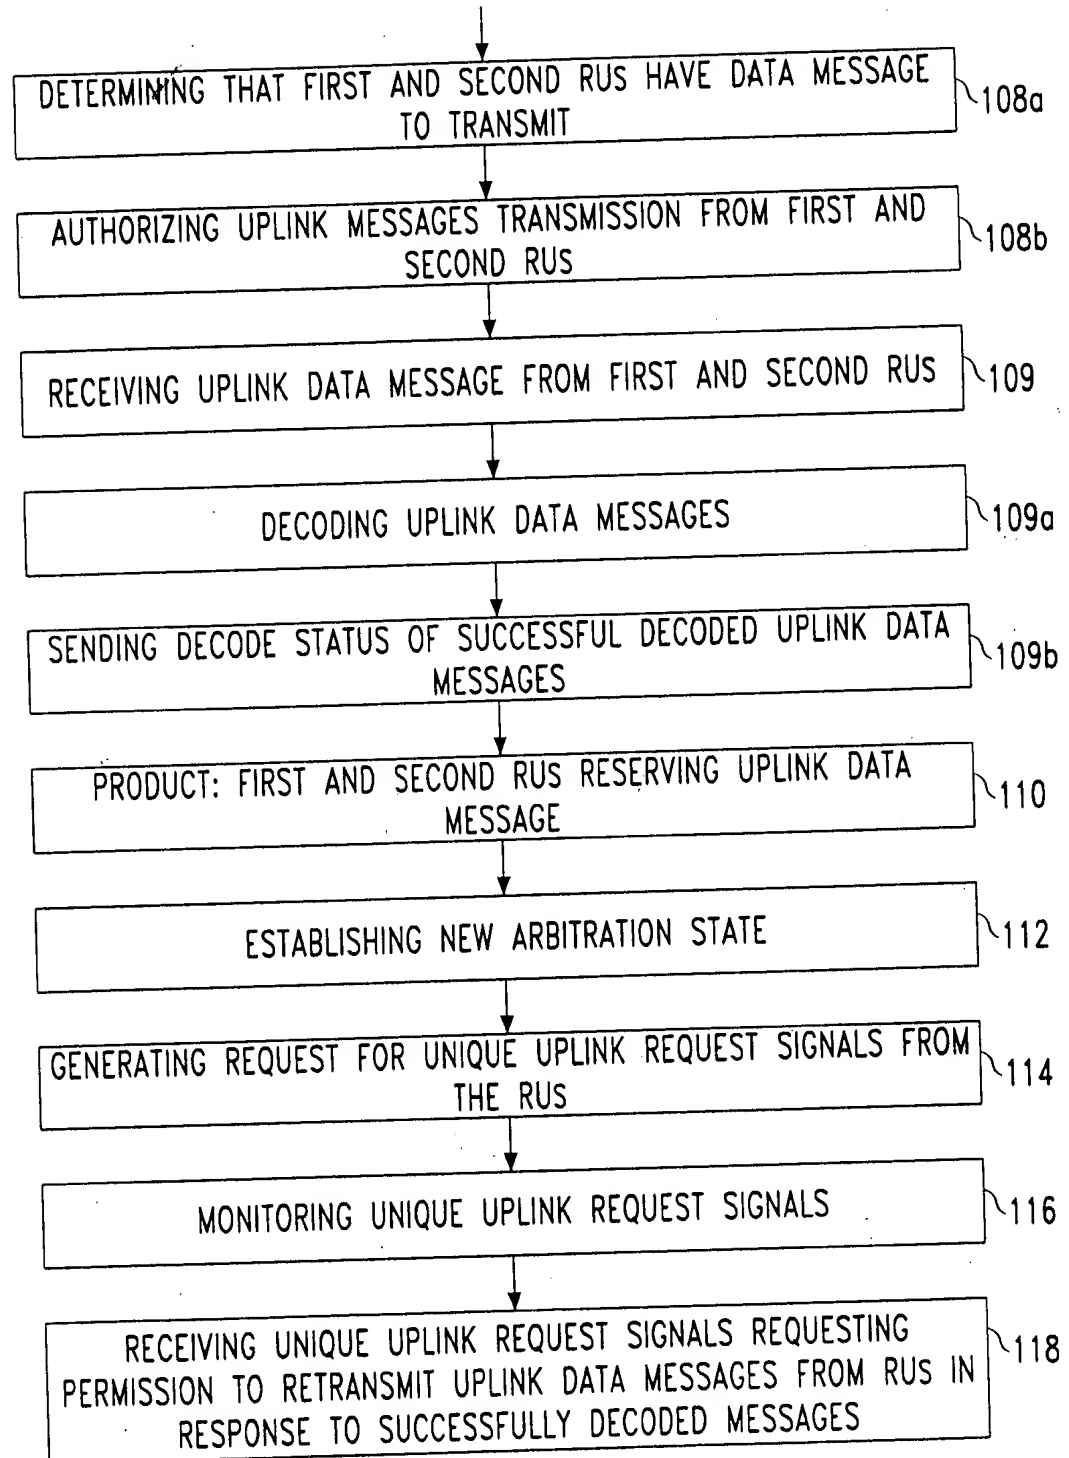 DETERMINING THAT FIRST AND SECOND RUS HAVE DATA MESSAGE
TO TRANSMIT
108a
AUTHORIZING UPLINK MESSAGES TRANSMISSION FROM FIRST AND
SECOND RUS
108b
RECEIVING UPLINK DATA MESSAGE FROM FIRST AND SECOND RUS
109
DECODING UPLINK DATA MESSAGES
109a
SENDING DECODE STATUS OF SUCCESSFUL DECODED UPLINK DATA
MESSAGES
109b
PRODUCT: FIRST AND SECOND RUS RESERVING UPLINK DATA
MESSAGE
110
ESTABLISHING NEW ARBITRATION STATE
112
GENERATING REQUEST FOR UNIQUE UPLINK REQUEST SIGNALS FROM
THE RUS
114
MONITORING UNIQUE UPLINK REQUEST SIGNALS
116
RECEIVING UNIQUE UPLINK REQUEST SIGNALS REQUESTING
PERMISSION TO RETRANSMIT UPLINK DATA MESSAGES FROM RUS IN
RESPONSE TO SUCCESSFULLY DECODED MESSAGES
118